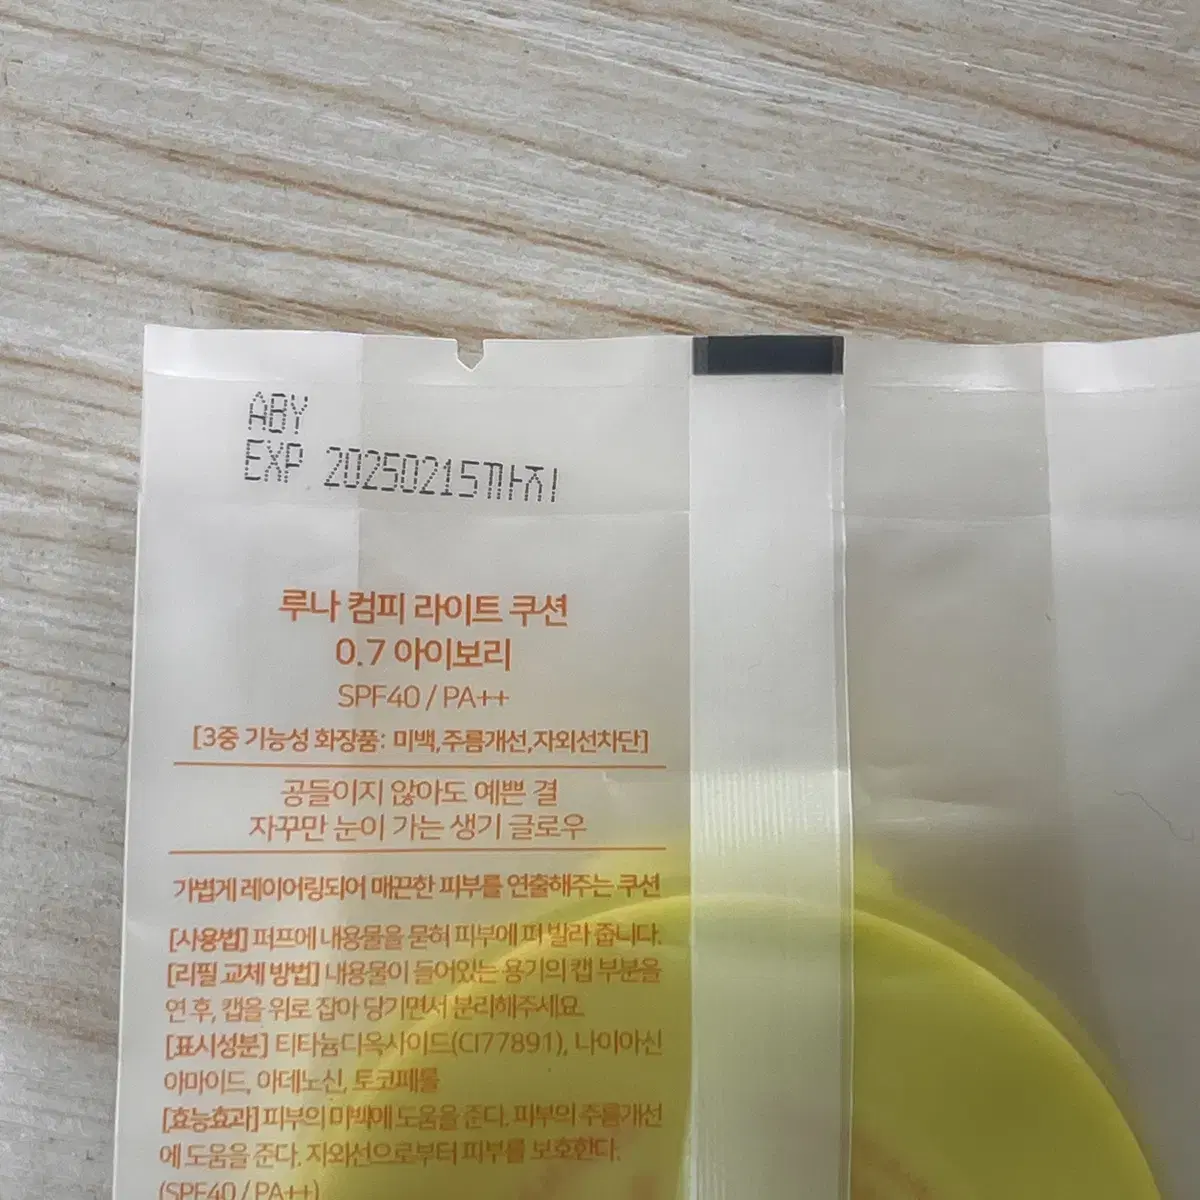 ABY
EXP 20250215까지
루나 컴피 라이트 쿠션
0.7 아이보리
SPF40 / PA++
[3중 기능성 화장품: 미백,주름개선,자외선차단]
공들이지 않아도 예쁜 결
자꾸만 눈이 가는 생기 글로우
가볍게 레이어링되어 매끈한 피부를 연출해주는 쿠션
[사용법] 퍼프에 내용물을 묻혀 피부에 펴 발라 줍니다.
[리필 교체 방법] 내용물이 들어있는 용기의 캡 부분을
연 후, 캡을 위로 잡아 당기면서 분리해주세요.
[표시성분] 티타늄디옥사이드(CI77891), 나이아신
아마이드, 아데노신, 토코페롤
[효능효과] 피부의 미백에 도움을 준다. 피부의 주름개선
에 도움을 준다. 자외선으로부터 피부를 보호한다.
(SPF40 / PA++)